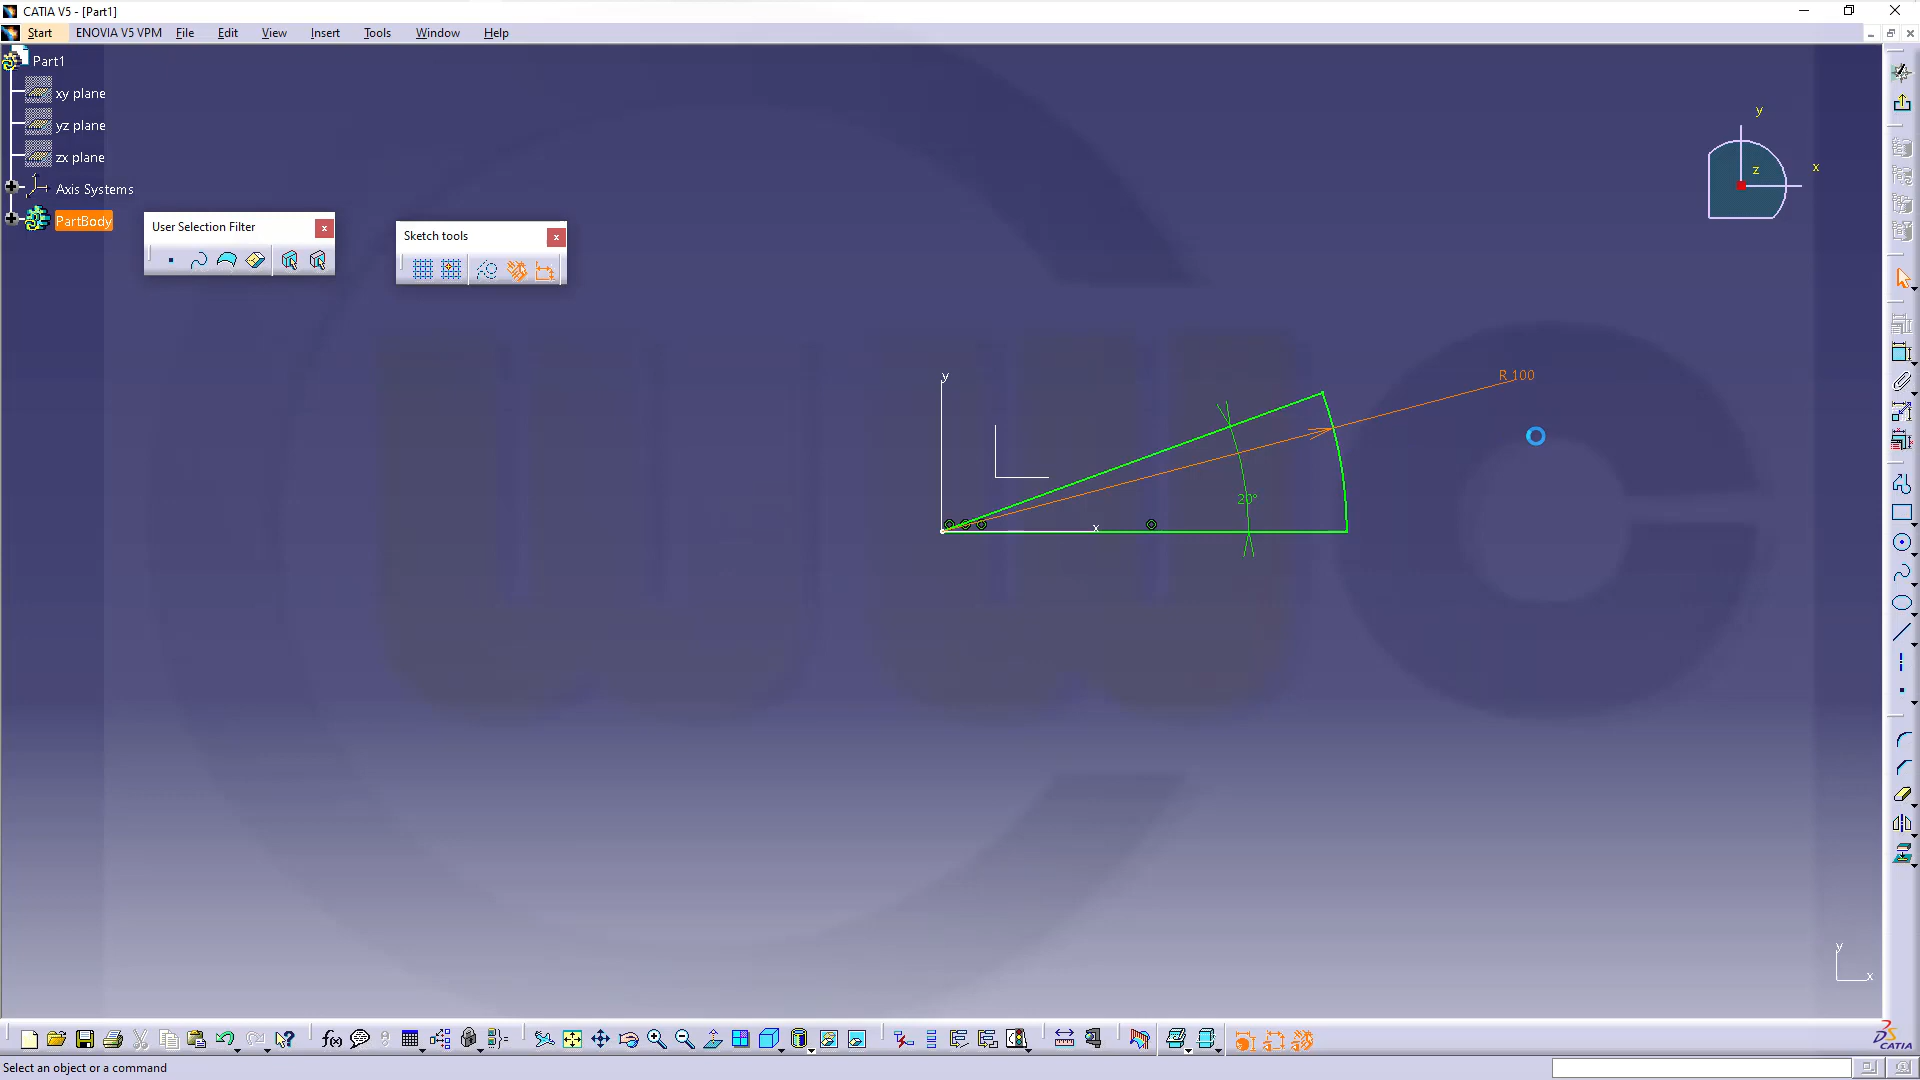 CATIA V5 - [Part1]
Start ENOVIA V5 VPM File Edit View Insert Tools Window Help
Part1
xy plane
yz plane
zx plane
Axis Systems
PartBody
User Selection Filter
Sketch tools
y
x
z
R 100
y
20°
x
y
x
CATIA
Select an object or a command